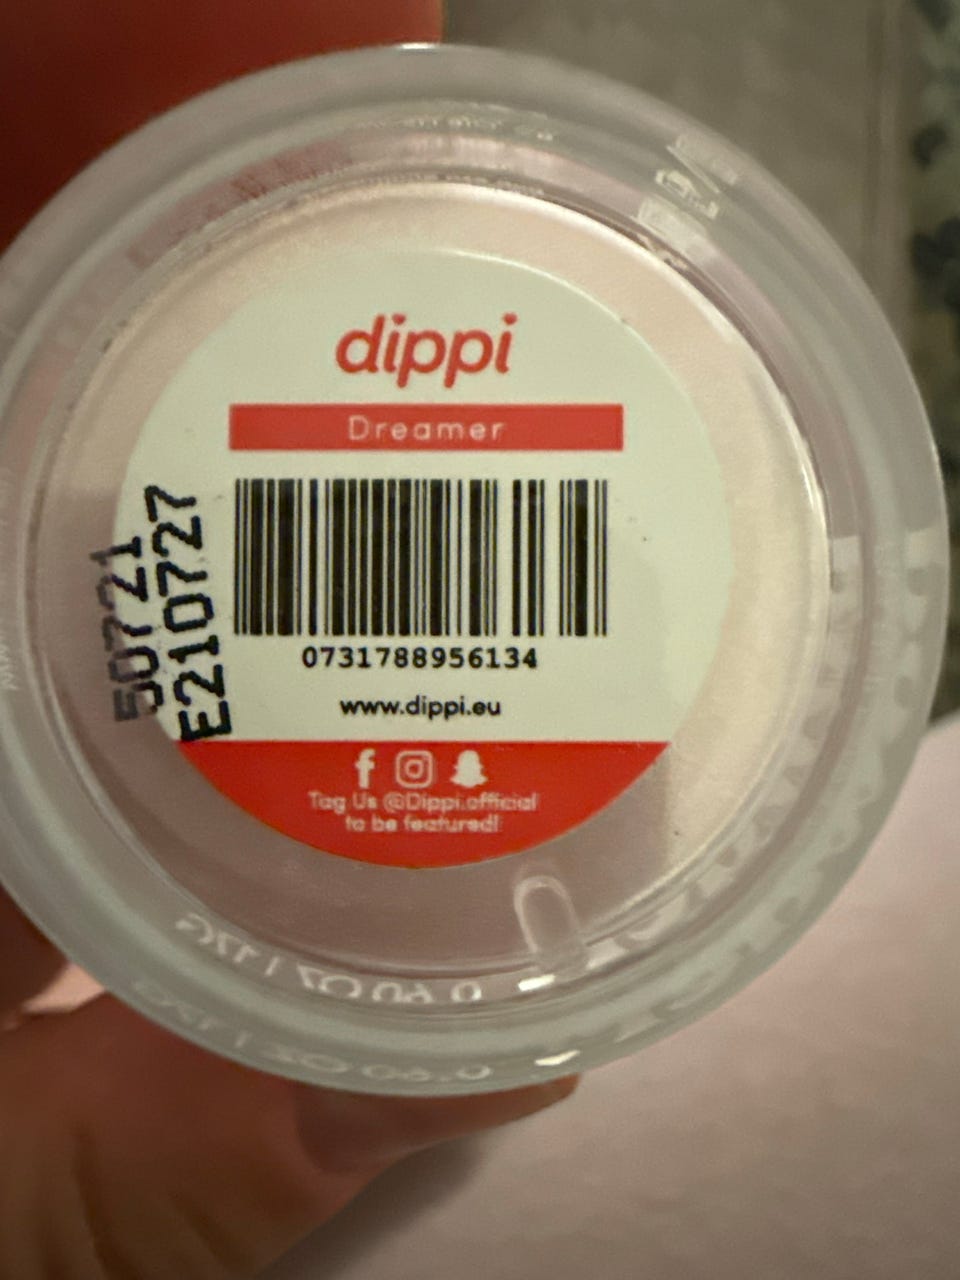 dippi
Dreamer
0731788956134
www.dippi.eu
Tag Us @Dippi.official
to be featured!
50721
E210727